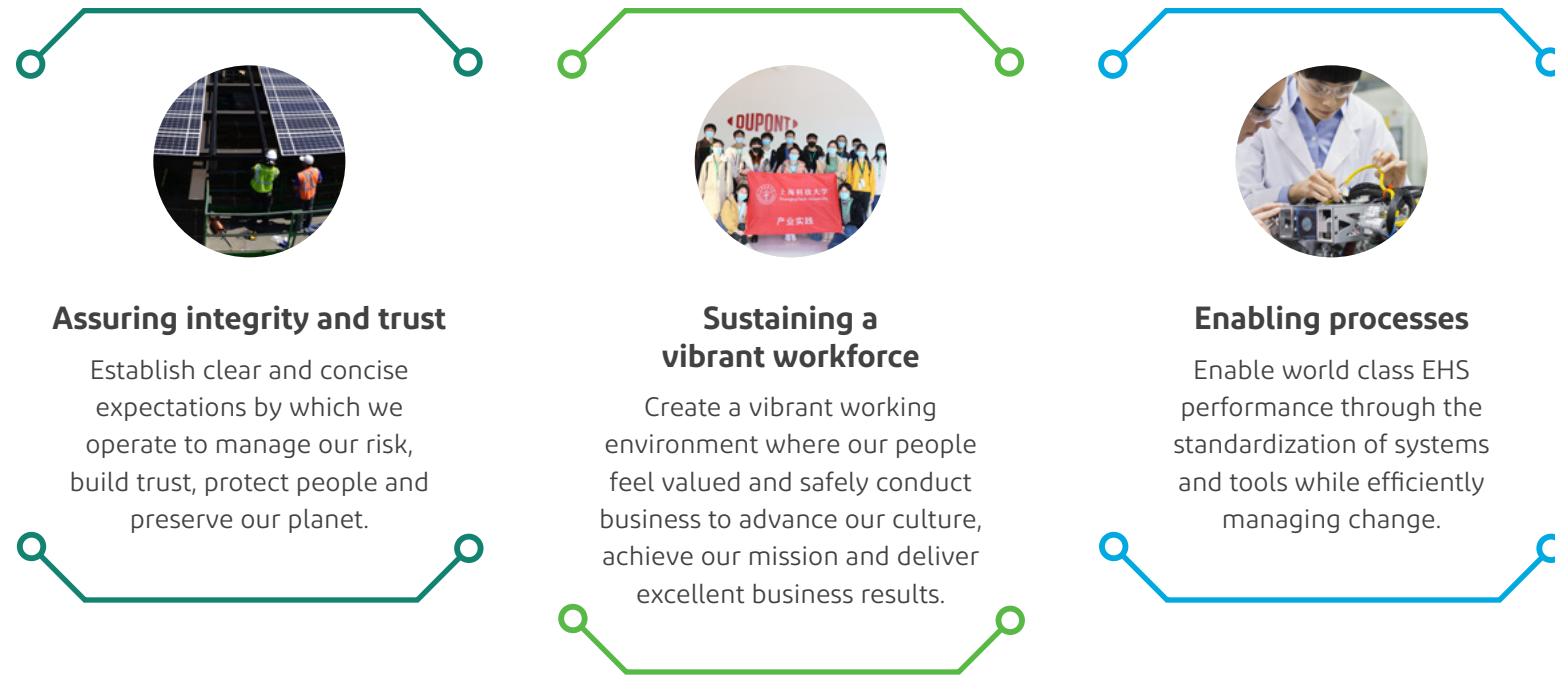 Assuring integrity and trust
Establish clear and concise
expectations by which we
operate to manage our risk,
build trust, protect people and
preserve our planet.
DUPONT
上海科技大学
ShanghaiTech University
产业实践
Sustaining a
vibrant workforce
Create a vibrant working
environment where our people
feel valued and safely conduct
business to advance our culture,
achieve our mission and deliver
excellent business results.
Enabling processes
Enable world class EHS
performance through the
standardization of systems
and tools while efficiently
managing change.